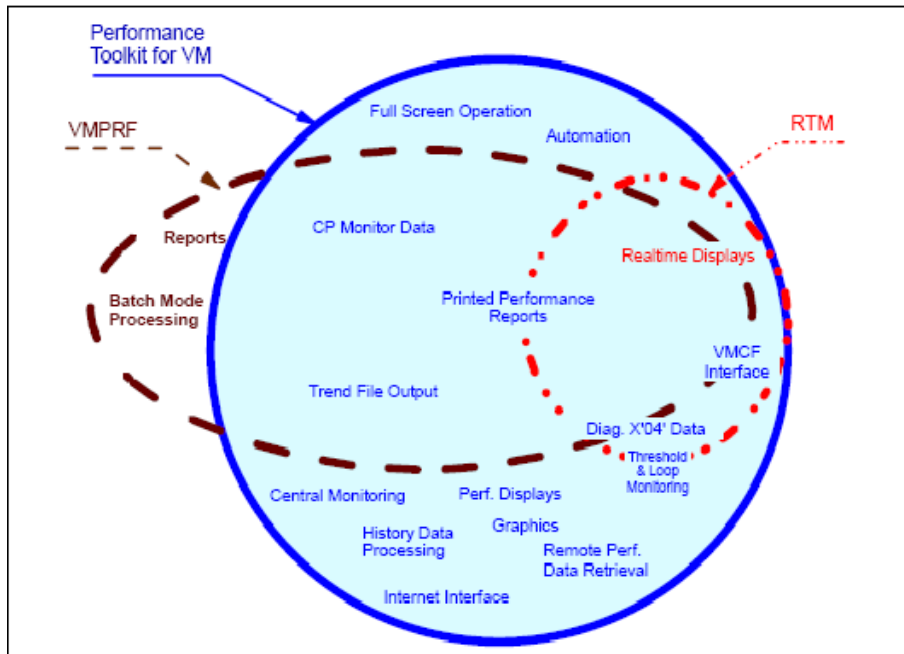 Performance
Toolkit for VM
VMPRF
RTM
Full Screen Operation
Automation
Reports
CP Monitor Data
Realtime Displays
Batch Mode
Processing
Printed Performance
Reports
VMCF
Interface
Trend File Output
Diag. X'04' Data
Threshold
& Loop
Monitoring
Central Monitoring
Perf. Displays
Graphics
History Data
Processing
Remote Perf.
Data Retrieval
Internet Interface